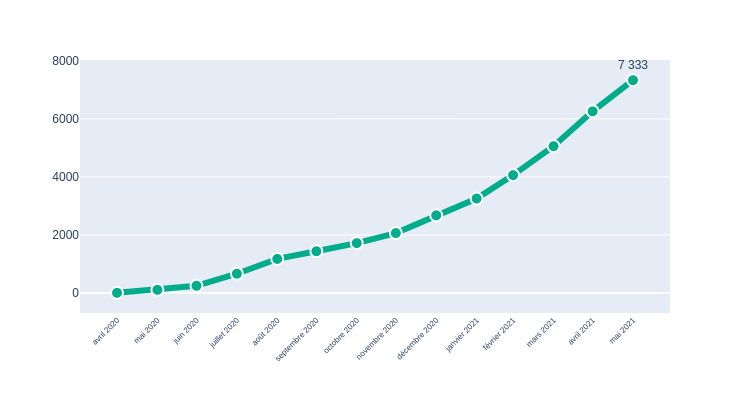 8000
7 333
6000
4000
2000
0
avril 2020
mai 2020
juin 2020
juillet 2020
août 2020
septembre 2020
octobre 2020
novembre 2020
décembre 2020
janvier 2021
février 2021
mars 2021
avril 2021
mai 2021